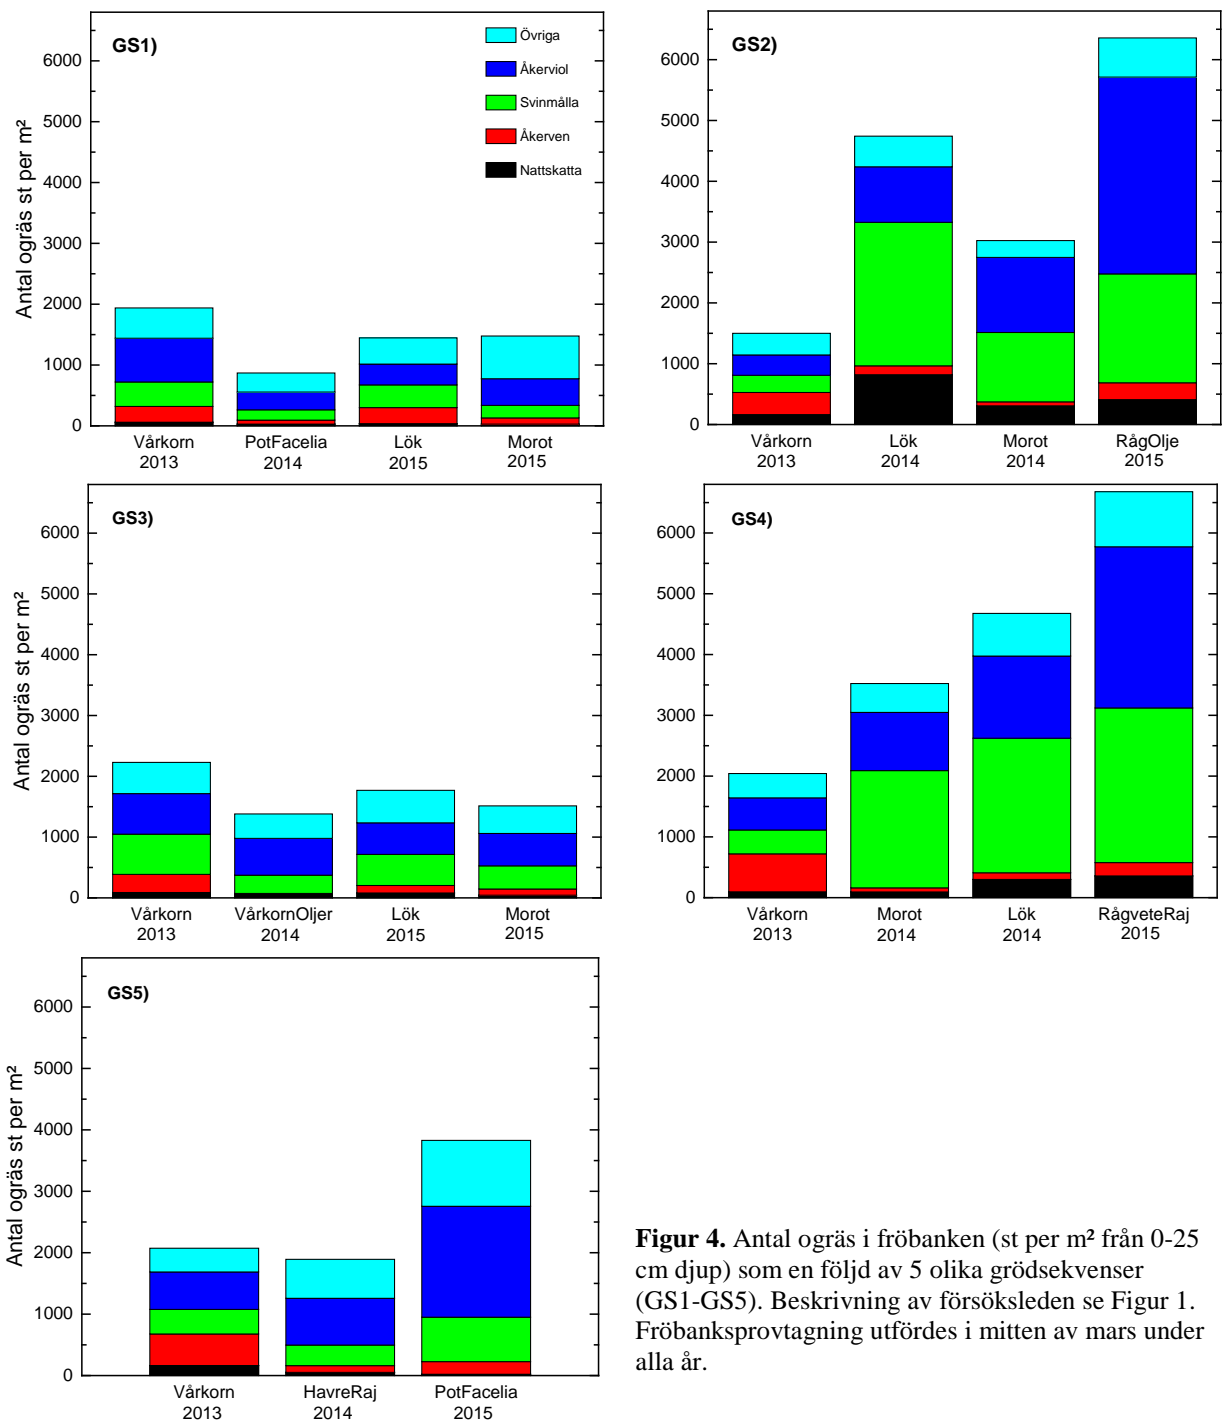 GS1)
Övriga
Åkerviol
Svinmålla
Åkerven
Nattskatta
Antal ogräs st per m²
6000
5000
4000
3000
2000
1000
0
Vårkorn PotFacelia Lök Morot
2013 2014 2015 2015
GS2)
6000
5000
4000
3000
2000
1000
0
Vårkorn Lök Morot RågOlje
2013 2014 2014 2015
GS3)
Antal ogräs st per m²
6000
5000
4000
3000
2000
1000
0
Vårkorn VårkornOljer Lök Morot
2013 2014 2015 2015
GS4)
6000
5000
4000
3000
2000
1000
0
Vårkorn Morot Lök RågveteRaj
2013 2014 2014 2015
GS5)
Antal ogräs st per m²
6000
5000
4000
3000
2000
1000
0
Vårkorn HavreRaj PotFacelia
2013 2014 2015
Figur 4. Antal ogräs i fröbanken (st per m² från 0-25
cm djup) som en följd av 5 olika grödsekvenser
(GS1-GS5). Beskrivning av försöksleden se Figur 1.
Fröbanksprovtagning utfördes i mitten av mars under
alla år.